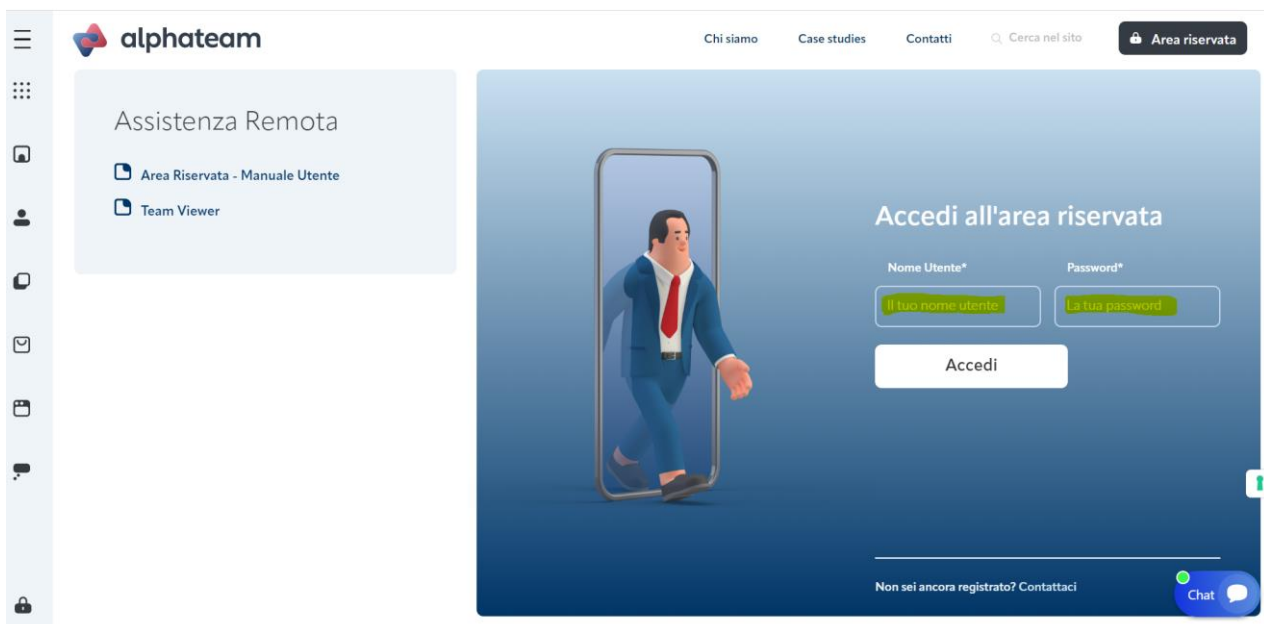 alphateam
Chi siamo Case studies Contatti Cerca nel sito Area riservata
Assistenza Remota
Area Riservata - Manuale Utente
Team Viewer
Accedi all'area riservata
Nome Utente* Password*
Il tuo nome utente La tua password
Accedi
Non sei ancora registrato? Contattaci
Chat